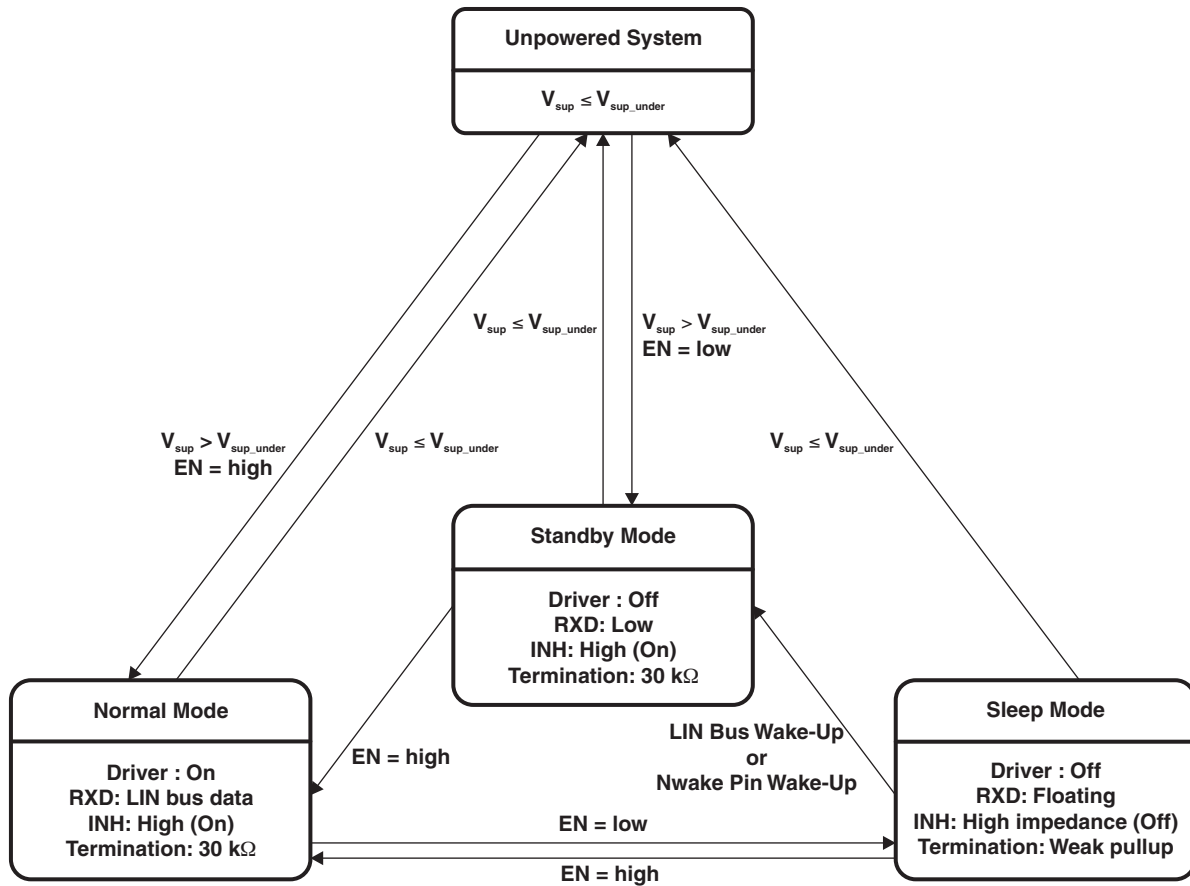 Unpowered System
Vsup ≤ Vsup_under
Vsup ≤ Vsup_under
Vsup > Vsup_under
EN = low
Vsup > Vsup_under
EN = high
Vsup ≤ Vsup_under
Vsup ≤ Vsup_under
Standby Mode
Driver : Off
RXD: Low
INH: High (On)
Termination: 30 kΩ
Normal Mode
Driver : On
RXD: LIN bus data
INH: High (On)
Termination: 30 kΩ
EN = high
LIN Bus Wake-Up
or
Nwake Pin Wake-Up
Sleep Mode
Driver : Off
RXD: Floating
INH: High impedance (Off)
Termination: Weak pullup
EN = low
EN = high